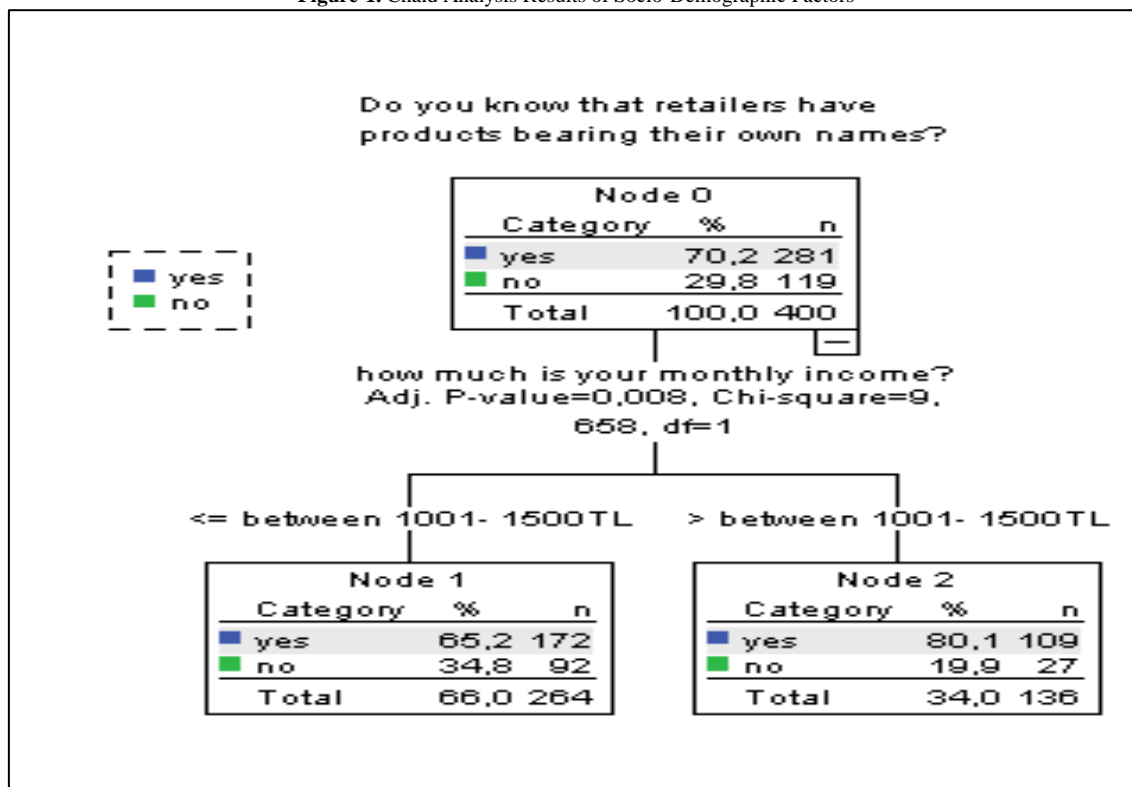 Figure 1. Chaid Analysis Results of Socio-Demographic Factors
Do you know that retailers have
products bearing their own names?
Node 0
Category % n
yes 70,2 281
no 29,8 119
Total 100,0 400
yes
no
how much is your monthly income?
Adj. P-value=0,008, Chi-square=9,
658, df=1
<= between 1001- 1500TL
> between 1001- 1500TL
Node 1
Category % n
yes 65,2 172
no 34,8 92
Total 66,0 264
Node 2
Category % n
yes 80,1 109
no 19,9 27
Total 34,0 136